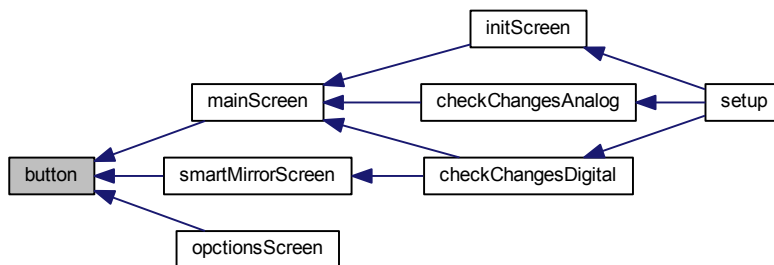 initScreen
mainScreen
checkChangesAnalog
setup
button
smartMirrorScreen
checkChangesDigital
opctionsScreen